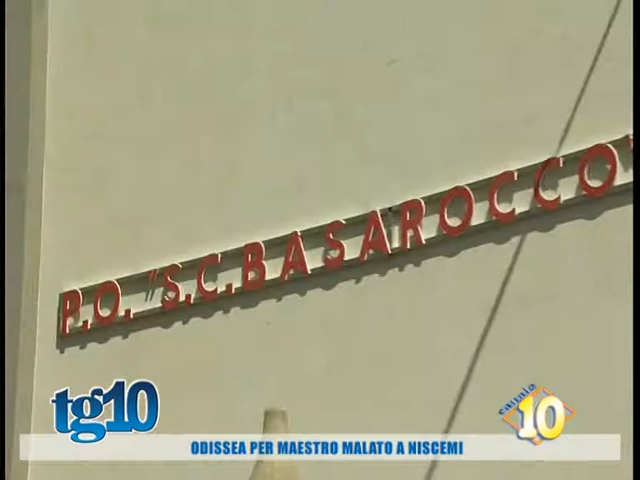 P.O. "S.C.BASAROCCO"
tg10
canale
10
ODISSEA PER MAESTRO MALATO A NISCEMI